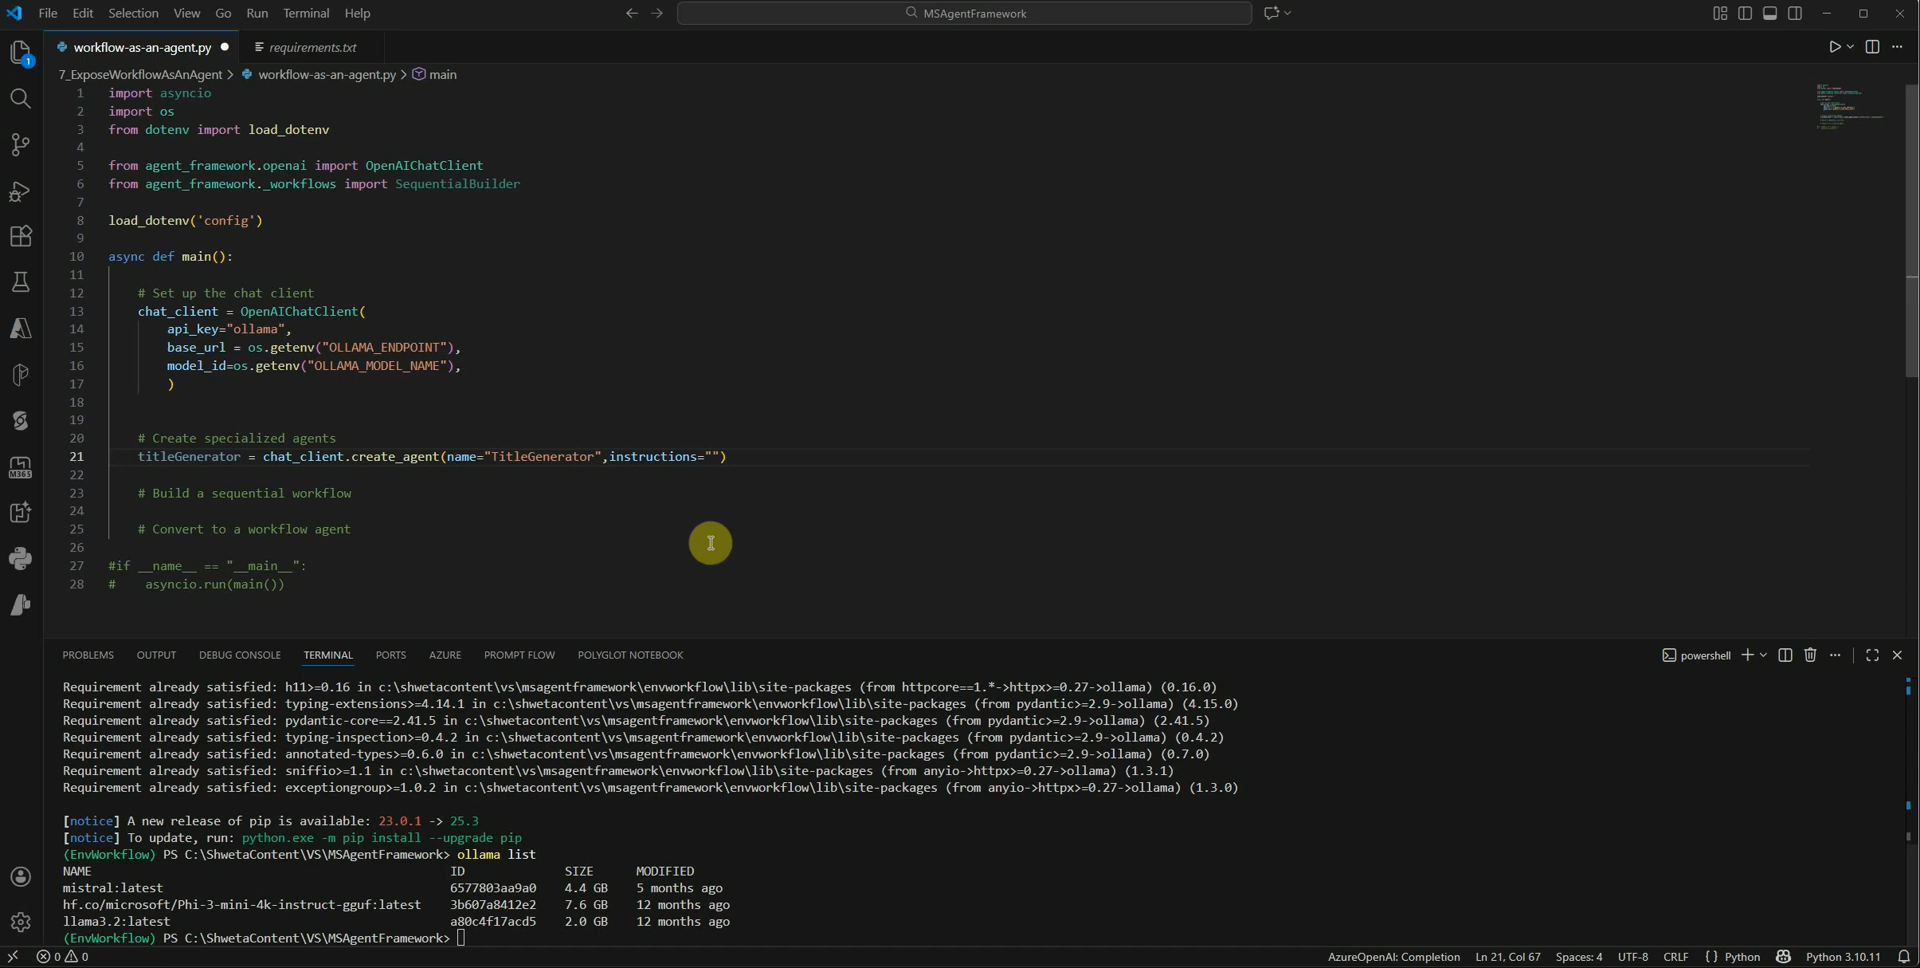 File Edit Selection View Go Run Terminal Help
MSAgentFramework
workflow-as-an-agent.py
requirements.txt
7_ExposeWorkflowAsAnAgent > workflow-as-an-agent.py > main
1 import asyncio
2 import os
3 from dotenv import load_dotenv
4
5 from agent_framework.openai import OpenAIChatClient
6 from agent_framework._workflows import SequentialBuilder
7
8 load_dotenv('config')
9
10 async def main():
11
12 # Set up the chat client
13 chat_client = OpenAIChatClient(
14 api_key="ollama",
15 base_url = os.getenv("OLLAMA_ENDPOINT"),
16 model_id=os.getenv("OLLAMA_MODEL_NAME"),
17 )
18
19
20 # Create specialized agents
21 titleGenerator = chat_client.create_agent(name="TitleGenerator",instructions="")
22
23 # Build a sequential workflow
24
25 # Convert to a workflow agent
26
27 #if __name__ == "__main__":
28 # asyncio.run(main())
1
M365
PROBLEMS OUTPUT DEBUG CONSOLE TERMINAL PORTS AZURE PROMPT FLOW POLYGLOT NOTEBOOK
powershell
Requirement already satisfied: h11>=0.16 in c:\shwetacontent\vs\msagentframework\envworkflow\lib\site-packages (from httpcore==1.*->httpx>=0.27->ollama) (0.16.0)
Requirement already satisfied: typing-extensions>=4.14.1 in c:\shwetacontent\vs\msagentframework\envworkflow\lib\site-packages (from pydantic>=2.9->ollama) (4.15.0)
Requirement already satisfied: pydantic-core==2.41.5 in c:\shwetacontent\vs\msagentframework\envworkflow\lib\site-packages (from pydantic>=2.9->ollama) (2.41.5)
Requirement already satisfied: typing-inspection>=0.4.2 in c:\shwetacontent\vs\msagentframework\envworkflow\lib\site-packages (from pydantic>=2.9->ollama) (0.4.2)
Requirement already satisfied: annotated-types>=0.6.0 in c:\shwetacontent\vs\msagentframework\envworkflow\lib\site-packages (from pydantic>=2.9->ollama) (0.7.0)
Requirement already satisfied: sniffio>=1.1 in c:\shwetacontent\vs\msagentframework\envworkflow\lib\site-packages (from anyio->httpx>=0.27->ollama) (1.3.1)
Requirement already satisfied: exceptiongroup>=1.0.2 in c:\shwetacontent\vs\msagentframework\envworkflow\lib\site-packages (from anyio->httpx>=0.27->ollama) (1.3.0)
[notice] A new release of pip is available: 23.0.1 -> 25.3
[notice] To update, run: python.exe -m pip install --upgrade pip
(EnvWorkflow) PS C:\ShwetaContent\VS\MSAgentFramework> ollama list
NAME ID SIZE MODIFIED
mistral:latest 6577803aa9a0 4.4 GB 5 months ago
hf.co/microsoft/Phi-3-mini-4k-instruct-gguf:latest 3b607a8412e2 7.6 GB 12 months ago
llama3.2:latest a80c4f17acd5 2.0 GB 12 months ago
(EnvWorkflow) PS C:\ShwetaContent\VS\MSAgentFramework>
0 0
AzureOpenAI: Completion Ln 21, Col 67 Spaces: 4 UTF-8 CRLF { } Python Python 3.10.11